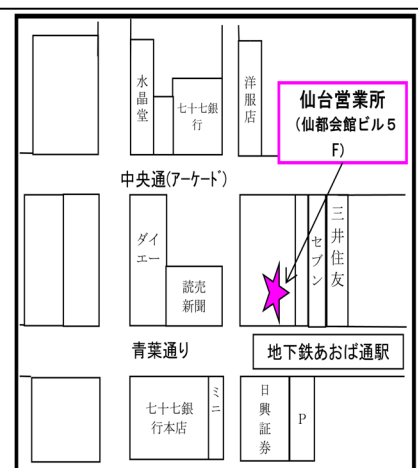 水晶堂
七十七銀
行
洋服店
仙台営業所
(仙都会館ビル5
F)
中央通(アーケード)
ダイ
エー
読売
新聞
セブン
三井住友
青葉通り
地下鉄あおば通駅
七十七銀
行本店
ミニ
日興証券
P